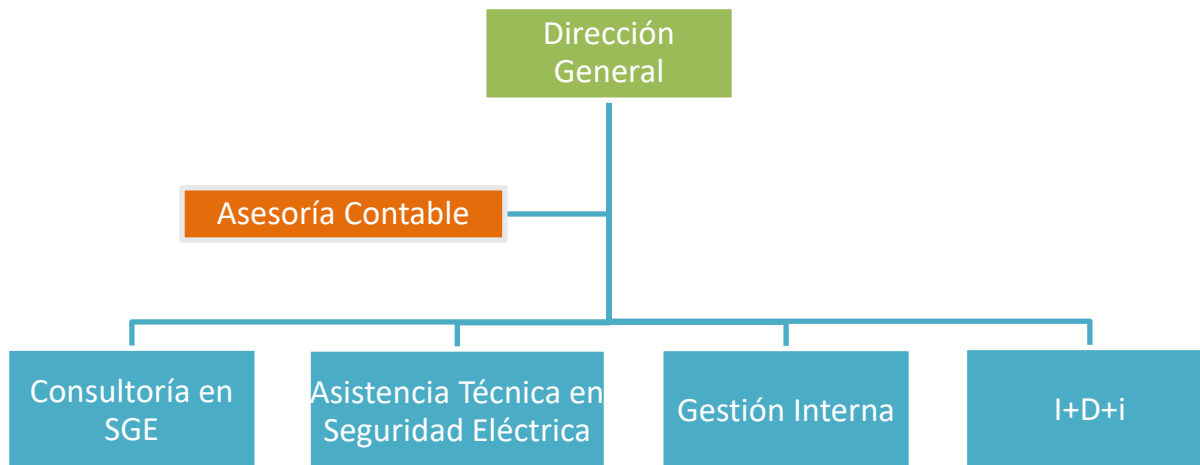 Dirección
General
Asesoría Contable
Consultoría en
SGE
Asistencia Técnica en
Seguridad Eléctrica
Gestión Interna
I+D+i